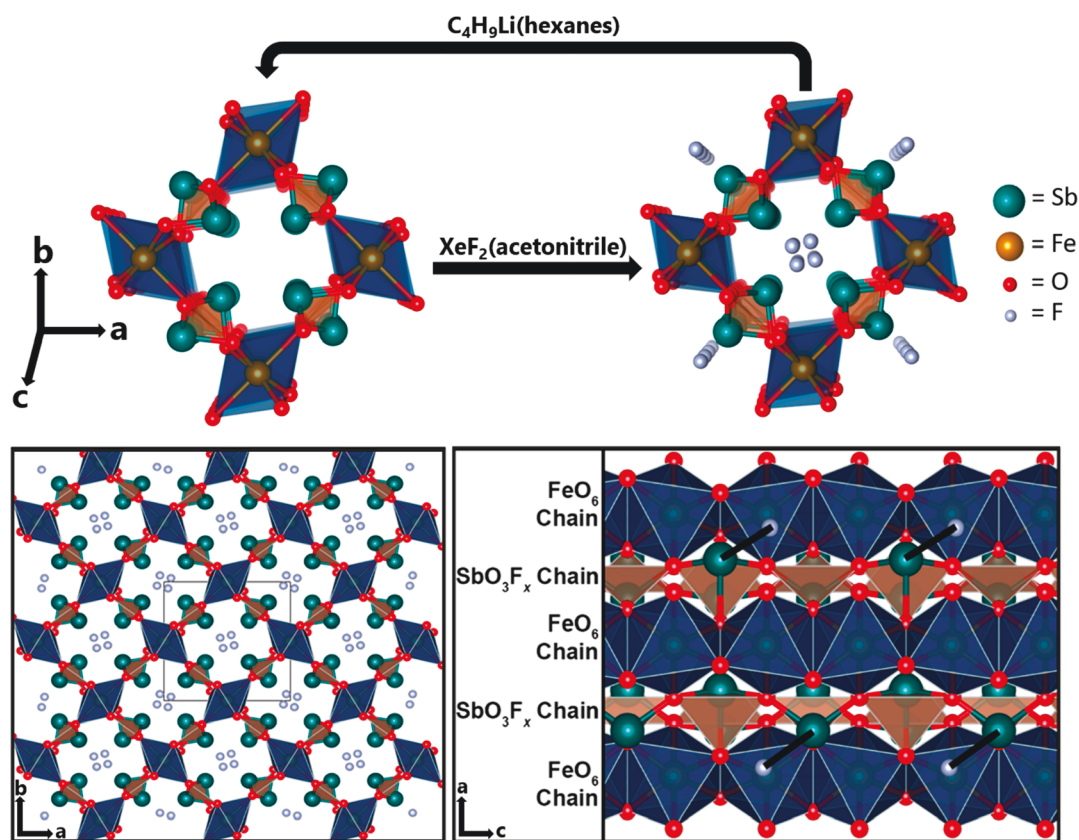 C₄H₉Li(hexanes)
XeF₂(acetonitrile)
b
a
c
= Sb
= Fe
= O
= F
b
a
FeO₆
Chain
SbO₃Fₓ Chain
FeO₆
Chain
SbO₃Fₓ Chain
FeO₆
Chain
a
c